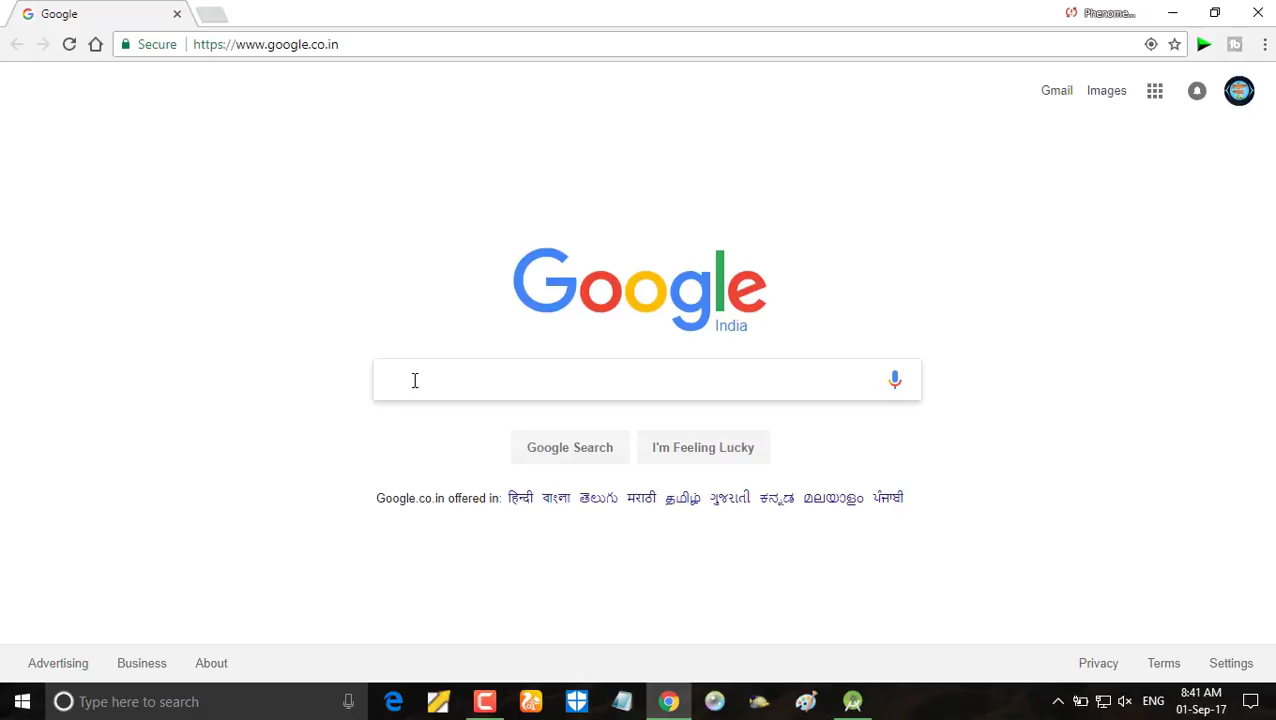 Google
Phenome...
Secure https://www.google.co.in
Gmail Images
Google
India
Google Search I'm Feeling Lucky
Google.co.in offered in: हिन्दी বাংলা తెలుగు मराठी தமிழ் ગુજરાતી ಕನ್ನಡ മലയാളം ਪੰਜਾਬੀ
Advertising Business About Privacy Terms Settings
Type here to search ENG 8:41 AM
01-Sep-17